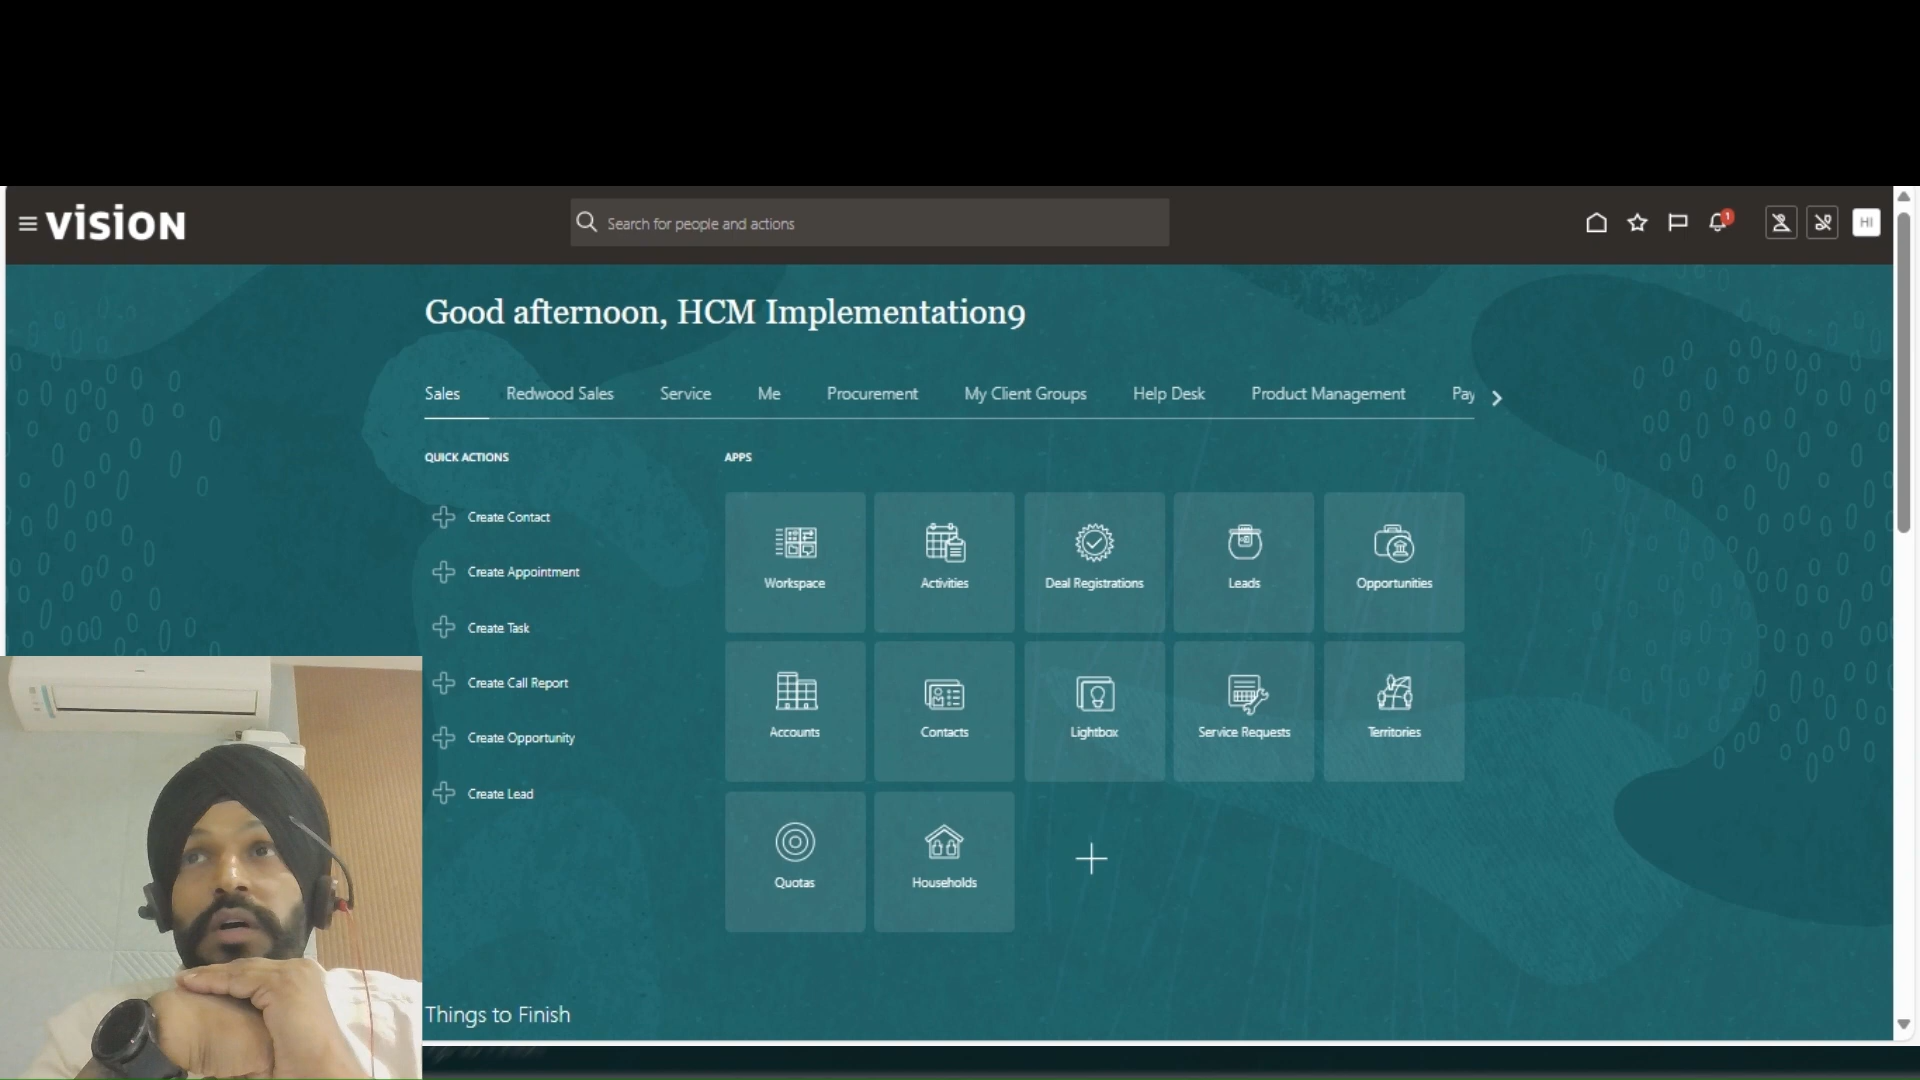 vision
Search for people and actions
1
HI
Good afternoon, HCM Implementation9
Sales
Redwood Sales
Service
Me
Procurement
My Client Groups
Help Desk
Product Management
Pay
QUICK ACTIONS
APPS
Create Contact
Create Appointment
Create Task
Create Call Report
Create Opportunity
Create Lead
Workspace
Activities
Deal Registrations
Leads
Opportunities
Accounts
Contacts
Lightbox
Service Requests
Territories
Quotas
Households
Things to Finish